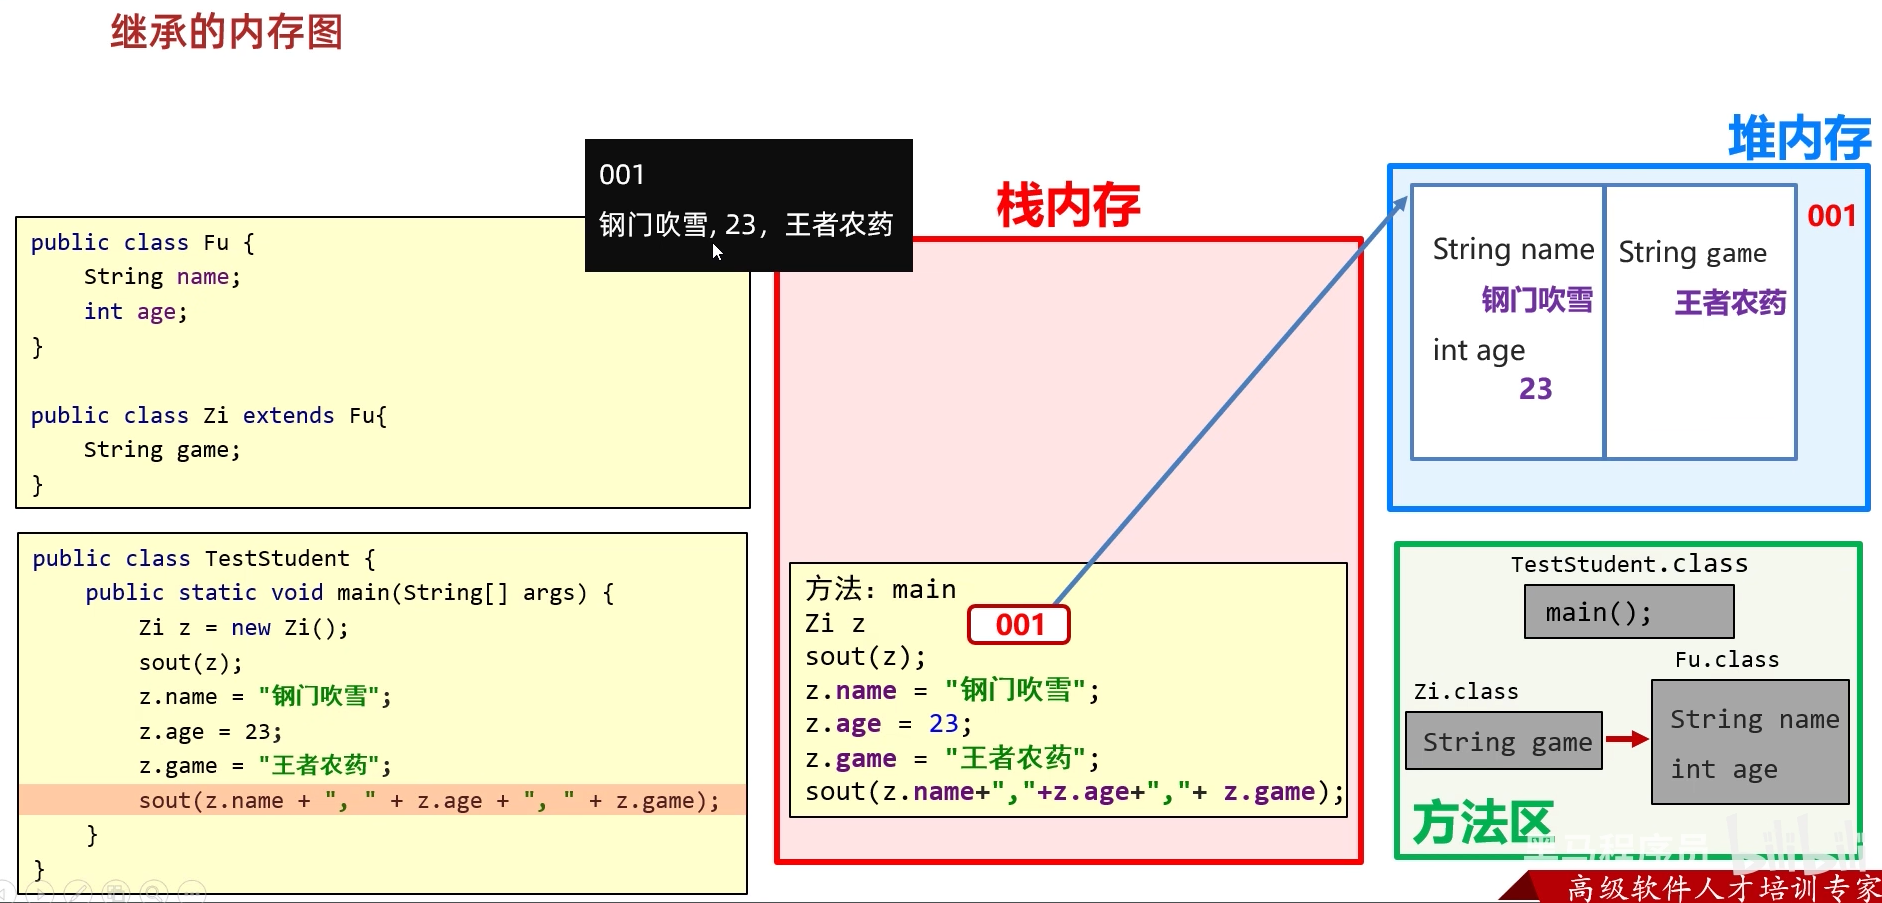 继承的内存图
001
钢门吹雪, 23, 王者农药
public class Fu {
String name;
int age;
}
public class Zi extends Fu{
String game;
}
public class TestStudent {
public static void main(String[] args) {
Zi z = new Zi();
sout(z);
z.name = "钢门吹雪";
z.age = 23;
z.game = "王者农药";
sout(z.name + ", " + z.age + ", " + z.game);
}
}
栈内存
方法：main
Zi z
001
sout(z);
z.name = "钢门吹雪";
z.age = 23;
z.game = "王者农药";
sout(z.name+","+z.age+","+ z.game);
堆内存
001
String name
钢门吹雪
int age
23
String game
王者农药
TestStudent.class
main();
Fu.class
String name
int age
Zi.class
String game
方法区
黑马程序员
bilibili
高级软件人才培训专家